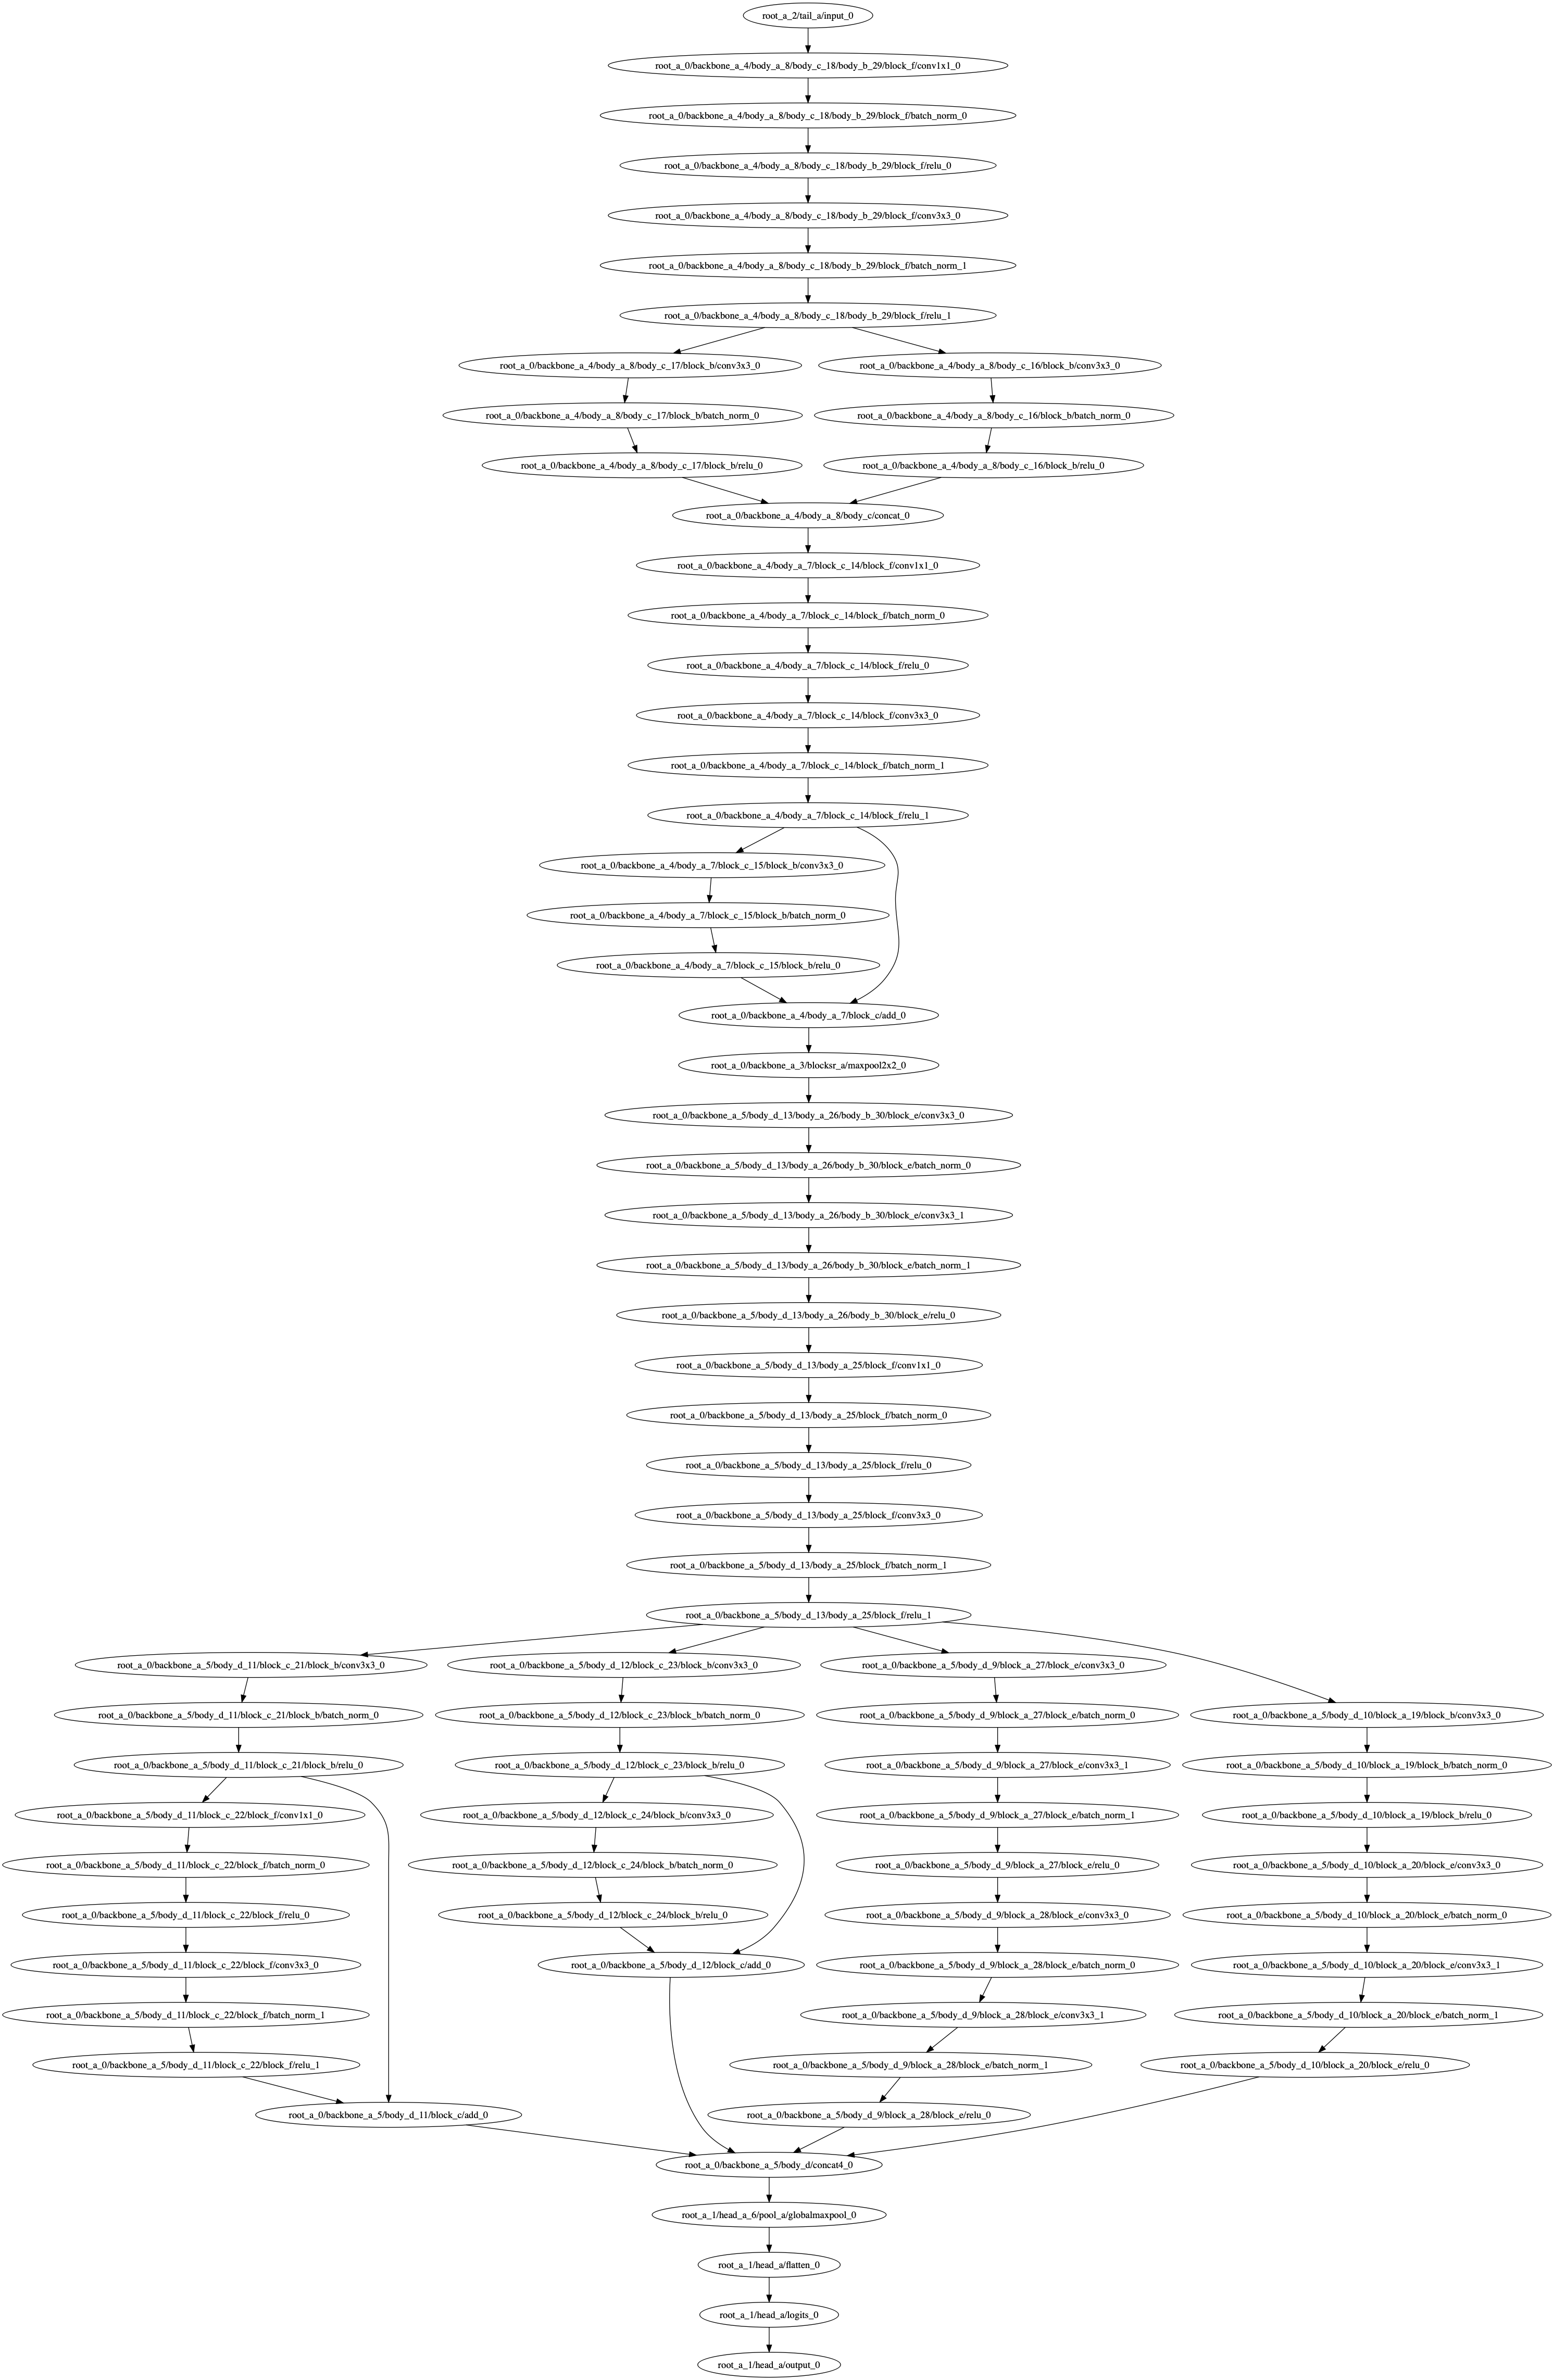 root_a_2/tail_a/input_0
root_a_0/backbone_a_4/body_a_8/body_c_18/body_b_29/block_f/conv1x1_0
root_a_0/backbone_a_4/body_a_8/body_c_18/body_b_29/block_f/batch_norm_0
root_a_0/backbone_a_4/body_a_8/body_c_18/body_b_29/block_f/relu_0
root_a_0/backbone_a_4/body_a_8/body_c_18/body_b_29/block_f/conv3x3_0
root_a_0/backbone_a_4/body_a_8/body_c_18/body_b_29/block_f/batch_norm_1
root_a_0/backbone_a_4/body_a_8/body_c_18/body_b_29/block_f/relu_1
root_a_0/backbone_a_4/body_a_8/body_c_17/block_b/conv3x3_0
root_a_0/backbone_a_4/body_a_8/body_c_16/block_b/conv3x3_0
root_a_0/backbone_a_4/body_a_8/body_c_17/block_b/batch_norm_0
root_a_0/backbone_a_4/body_a_8/body_c_16/block_b/batch_norm_0
root_a_0/backbone_a_4/body_a_8/body_c_17/block_b/relu_0
root_a_0/backbone_a_4/body_a_8/body_c_16/block_b/relu_0
root_a_0/backbone_a_4/body_a_8/body_c/concat_0
root_a_0/backbone_a_4/body_a_7/block_c_14/block_f/conv1x1_0
root_a_0/backbone_a_4/body_a_7/block_c_14/block_f/batch_norm_0
root_a_0/backbone_a_4/body_a_7/block_c_14/block_f/relu_0
root_a_0/backbone_a_4/body_a_7/block_c_14/block_f/conv3x3_0
root_a_0/backbone_a_4/body_a_7/block_c_14/block_f/batch_norm_1
root_a_0/backbone_a_4/body_a_7/block_c_14/block_f/relu_1
root_a_0/backbone_a_4/body_a_7/block_c_15/block_b/conv3x3_0
root_a_0/backbone_a_4/body_a_7/block_c_15/block_b/batch_norm_0
root_a_0/backbone_a_4/body_a_7/block_c_15/block_b/relu_0
root_a_0/backbone_a_4/body_a_7/block_c/add_0
root_a_0/backbone_a_3/blocksr_a/maxpool2x2_0
root_a_0/backbone_a_5/body_d_13/body_a_26/body_b_30/block_e/conv3x3_0
root_a_0/backbone_a_5/body_d_13/body_a_26/body_b_30/block_e/batch_norm_0
root_a_0/backbone_a_5/body_d_13/body_a_26/body_b_30/block_e/conv3x3_1
root_a_0/backbone_a_5/body_d_13/body_a_26/body_b_30/block_e/batch_norm_1
root_a_0/backbone_a_5/body_d_13/body_a_26/body_b_30/block_e/relu_0
root_a_0/backbone_a_5/body_d_13/body_a_25/block_f/conv1x1_0
root_a_0/backbone_a_5/body_d_13/body_a_25/block_f/batch_norm_0
root_a_0/backbone_a_5/body_d_13/body_a_25/block_f/relu_0
root_a_0/backbone_a_5/body_d_13/body_a_25/block_f/conv3x3_0
root_a_0/backbone_a_5/body_d_13/body_a_25/block_f/batch_norm_1
root_a_0/backbone_a_5/body_d_13/body_a_25/block_f/relu_1
root_a_0/backbone_a_5/body_d_11/block_c_21/block_b/conv3x3_0
root_a_0/backbone_a_5/body_d_12/block_c_23/block_b/conv3x3_0
root_a_0/backbone_a_5/body_d_9/block_a_27/block_e/conv3x3_0
root_a_0/backbone_a_5/body_d_11/block_c_21/block_b/batch_norm_0
root_a_0/backbone_a_5/body_d_12/block_c_23/block_b/batch_norm_0
root_a_0/backbone_a_5/body_d_9/block_a_27/block_e/batch_norm_0
root_a_0/backbone_a_5/body_d_10/block_a_19/block_b/conv3x3_0
root_a_0/backbone_a_5/body_d_11/block_c_21/block_b/relu_0
root_a_0/backbone_a_5/body_d_12/block_c_23/block_b/relu_0
root_a_0/backbone_a_5/body_d_9/block_a_27/block_e/conv3x3_1
root_a_0/backbone_a_5/body_d_10/block_a_19/block_b/batch_norm_0
root_a_0/backbone_a_5/body_d_11/block_c_22/block_f/conv1x1_0
root_a_0/backbone_a_5/body_d_12/block_c_24/block_b/conv3x3_0
root_a_0/backbone_a_5/body_d_9/block_a_27/block_e/batch_norm_1
root_a_0/backbone_a_5/body_d_10/block_a_19/block_b/relu_0
root_a_0/backbone_a_5/body_d_11/block_c_22/block_f/batch_norm_0
root_a_0/backbone_a_5/body_d_12/block_c_24/block_b/batch_norm_0
root_a_0/backbone_a_5/body_d_9/block_a_27/block_e/relu_0
root_a_0/backbone_a_5/body_d_10/block_a_20/block_e/conv3x3_0
root_a_0/backbone_a_5/body_d_11/block_c_22/block_f/relu_0
root_a_0/backbone_a_5/body_d_12/block_c_24/block_b/relu_0
root_a_0/backbone_a_5/body_d_9/block_a_28/block_e/conv3x3_0
root_a_0/backbone_a_5/body_d_10/block_a_20/block_e/batch_norm_0
root_a_0/backbone_a_5/body_d_11/block_c_22/block_f/conv3x3_0
root_a_0/backbone_a_5/body_d_12/block_c/add_0
root_a_0/backbone_a_5/body_d_9/block_a_28/block_e/batch_norm_0
root_a_0/backbone_a_5/body_d_10/block_a_20/block_e/conv3x3_1
root_a_0/backbone_a_5/body_d_11/block_c_22/block_f/batch_norm_1
root_a_0/backbone_a_5/body_d_9/block_a_28/block_e/conv3x3_1
root_a_0/backbone_a_5/body_d_10/block_a_20/block_e/batch_norm_1
root_a_0/backbone_a_5/body_d_11/block_c_22/block_f/relu_1
root_a_0/backbone_a_5/body_d_9/block_a_28/block_e/batch_norm_1
root_a_0/backbone_a_5/body_d_10/block_a_20/block_e/relu_0
root_a_0/backbone_a_5/body_d_11/block_c/add_0
root_a_0/backbone_a_5/body_d_9/block_a_28/block_e/relu_0
root_a_0/backbone_a_5/body_d/concat4_0
root_a_1/head_a_6/pool_a/globalmaxpool_0
root_a_1/head_a/flatten_0
root_a_1/head_a/logits_0
root_a_1/head_a/output_0